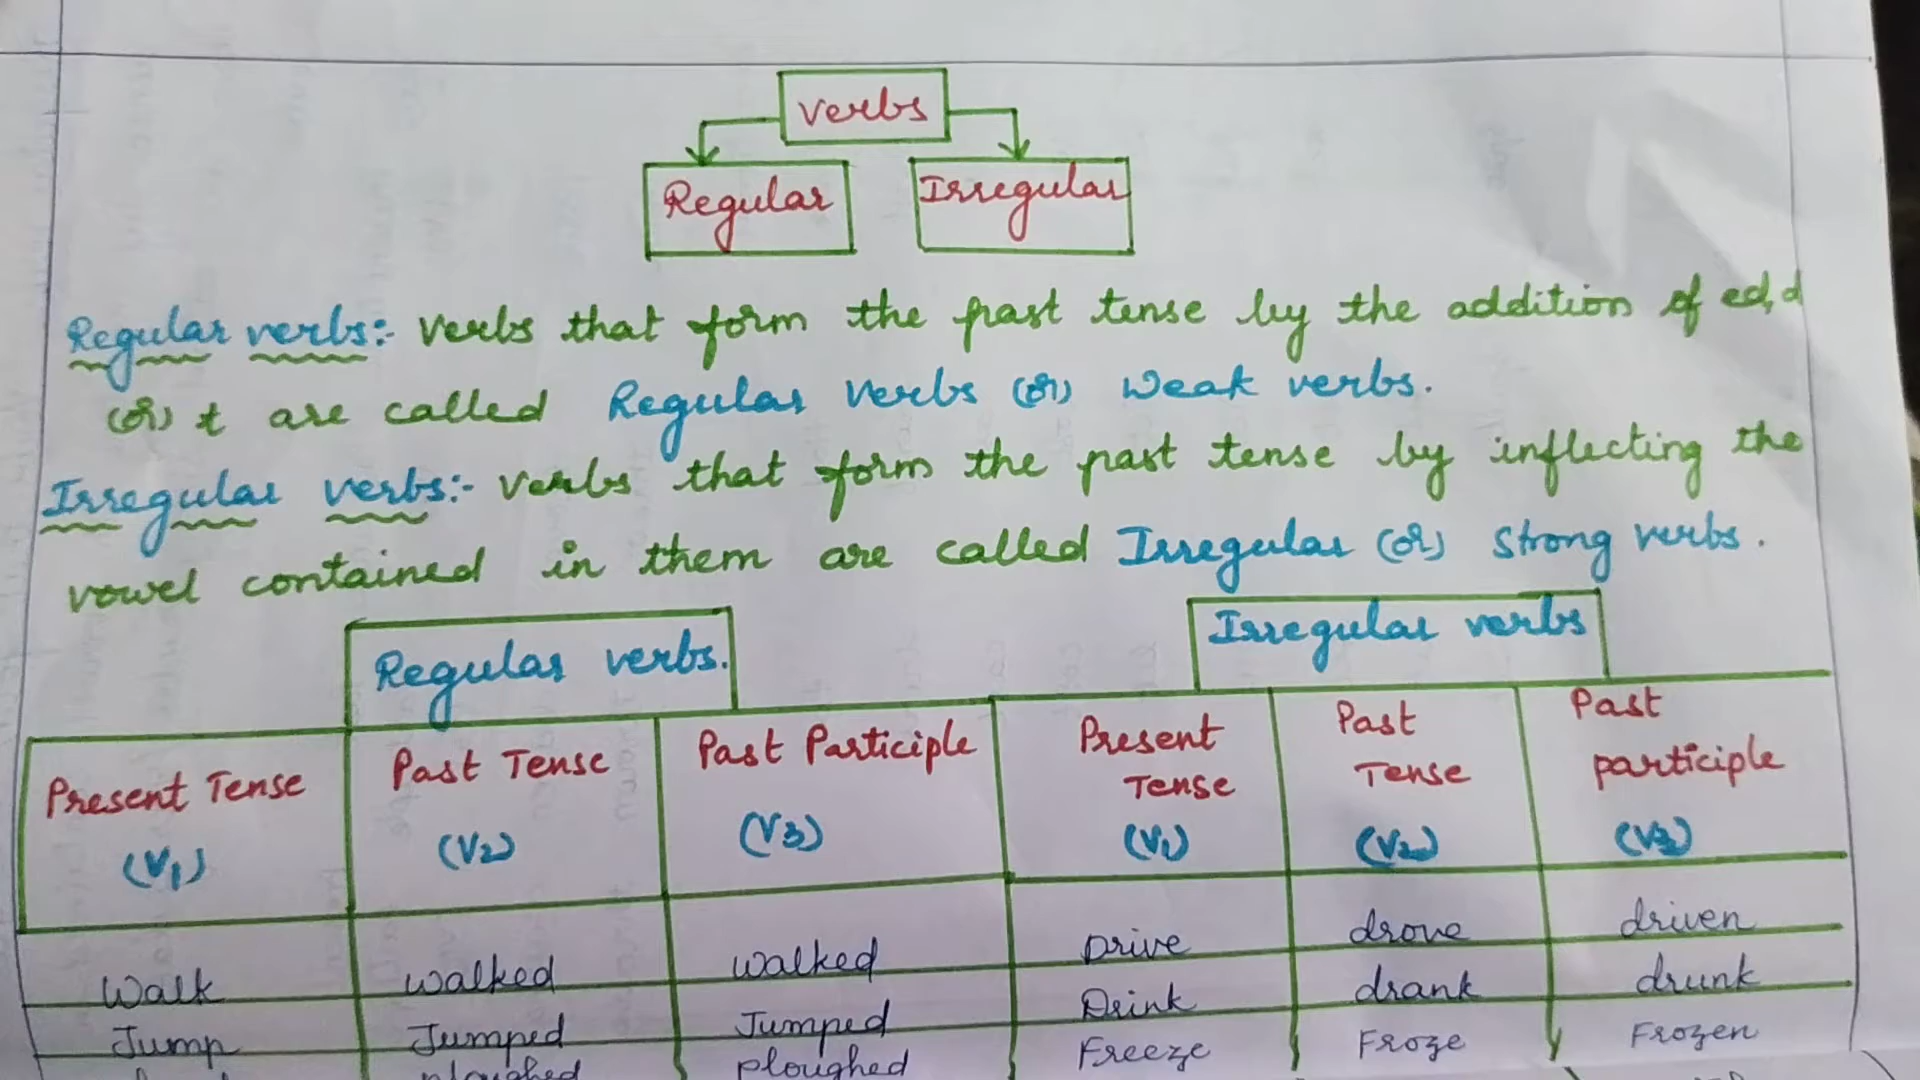 Verbs
Regular Irregular
Regular verbs:- Verbs that form the past tense by the addition of ed, d
(or) t are called Regular Verbs (or) Weak verbs.
Irregular verbs:- Verbs that form the past tense by inflecting the
vowel contained in them are called Irregular (or) Strong verbs.
Regular verbs. Irregular verbs
Present Tense (V1) Past Tense (V2) Past Participle (V3) Present Tense (V1) Past Tense (V2) Past participle (V3)
Walk walked walked Drive drove driven
Jump Jumped Jumped Drink drank drunk
ploughed ploughed Freeze Froze Frozen